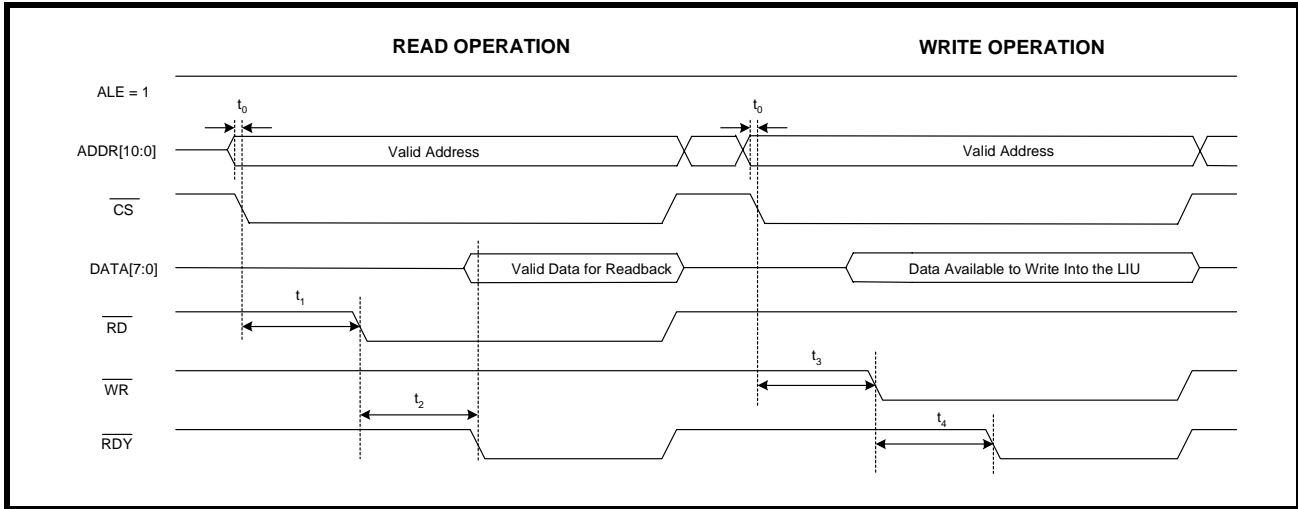 READ OPERATION WRITE OPERATION
ALE = 1
t0 t0
ADDR[10:0] Valid Address Valid Address
CS
DATA[7:0] Valid Data for Readback Data Available to Write Into the LIU
t1
RD
t3
WR
t2 t4
RDY